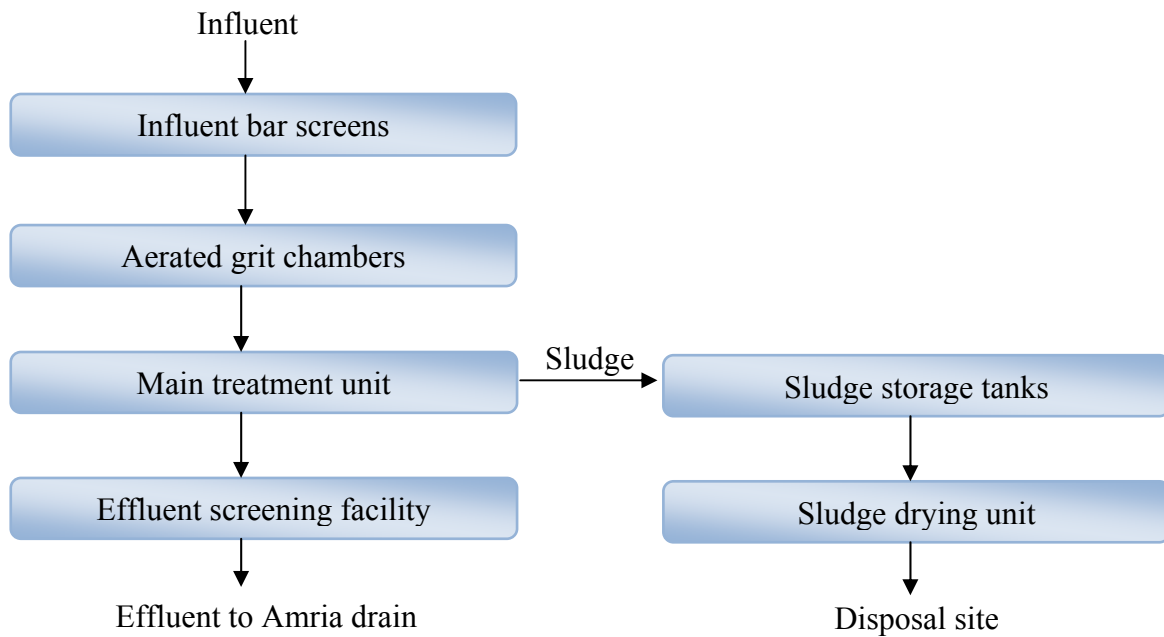 Influent
Influent bar screens
Aerated grit chambers
Main treatment unit
Effluent screening facility
Effluent to Amria drain
Sludge
Sludge storage tanks
Sludge drying unit
Disposal site